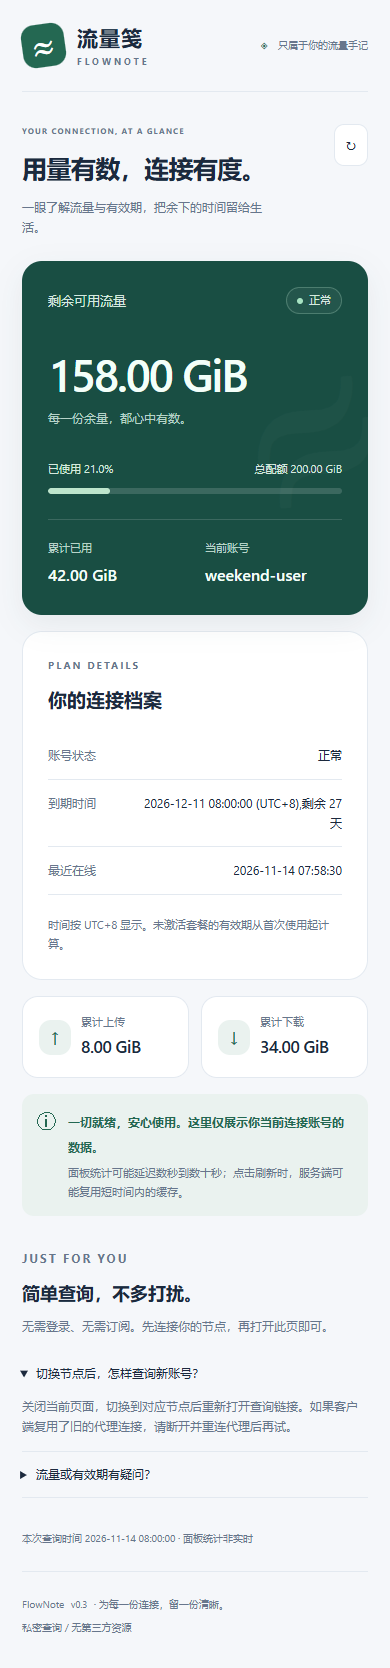 流量笺
FLOWNOTE
只属于你的流量手记
YOUR CONNECTION, AT A GLANCE
用量有数，连接有度。
一眼了解流量与有效期，把余下的时间留给生
活。
剩余可用流量
正常
158.00 GiB
每一份余量，都心中有数。
已使用 21.0%
总配额 200.00 GiB
累计已用
当前账号
42.00 GiB
weekend-user
PLAN DETAILS
你的连接档案
账号状态
正常
到期时间
2026-12-11 08:00:00 (UTC+8),剩余 27
天
最近在线
2026-11-14 07:58:30
时间按 UTC+8 显示。未激活套餐的有效期从首次使用起计
算。
累计上传
8.00 GiB
累计下载
34.00 GiB
一切就绪，安心使用。这里仅展示你当前连接账号的
数据。
面板统计可能延迟数秒到数十秒；点击刷新时，服务端可
能复用短时间内的缓存。
JUST FOR YOU
简单查询，不多打扰。
无需登录、无需订阅。先连接你的节点，再打开此页即可。
切换节点后，怎样查询新账号？
关闭当前页面，切换到对应节点后重新打开查询链接。如果客户
端复用了旧的代理连接，请断开并重连代理后再试。
流量或有效期有疑问？
本次查询时间 2026-11-14 08:00:00 · 面板统计非实时
FlowNote v0.3 · 为每一份连接，留一份清晰。
私密查询 / 无第三方资源